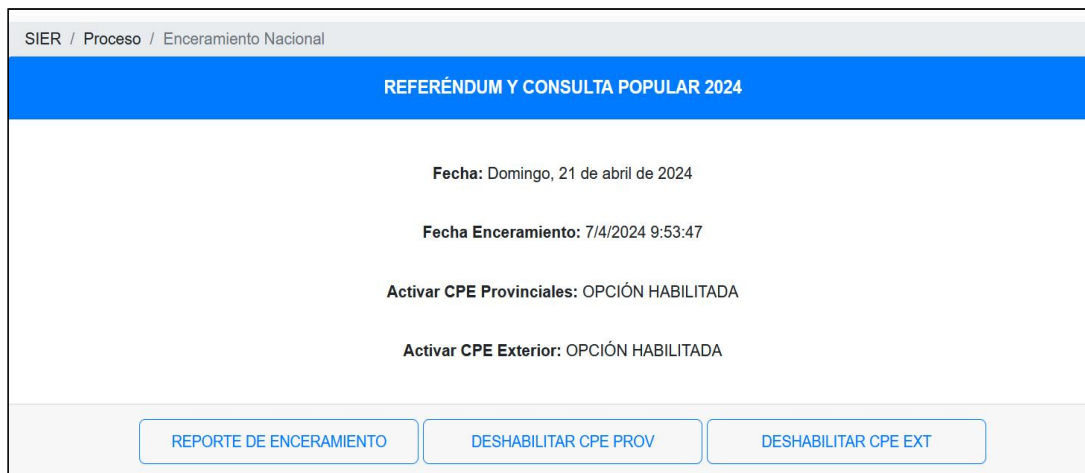 SIER / Proceso / Enceramiento Nacional
REFERÉNDUM Y CONSULTA POPULAR 2024
Fecha: Domingo, 21 de abril de 2024
Fecha Enceramiento: 7/4/2024 9:53:47
Activar CPE Provinciales: OPCIÓN HABILITADA
Activar CPE Exterior: OPCIÓN HABILITADA
REPORTE DE ENCERAMIENTO
DESHABILITAR CPE PROV
DESHABILITAR CPE EXT